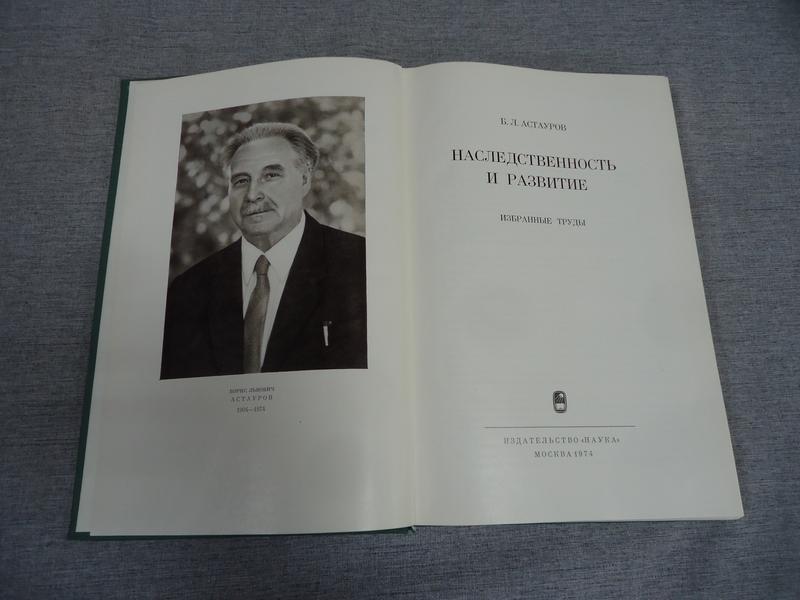 БОРИС ЛЬВОВИЧ
АСТАУРОВ
1904—1974
Б. Л. АСТАУРОВ
НАСЛЕДСТВЕННОСТЬ
И РАЗВИТИЕ
ИЗБРАННЫЕ ТРУДЫ
ИЗДАТЕЛЬСТВО «НАУКА»
МОСКВА 1974